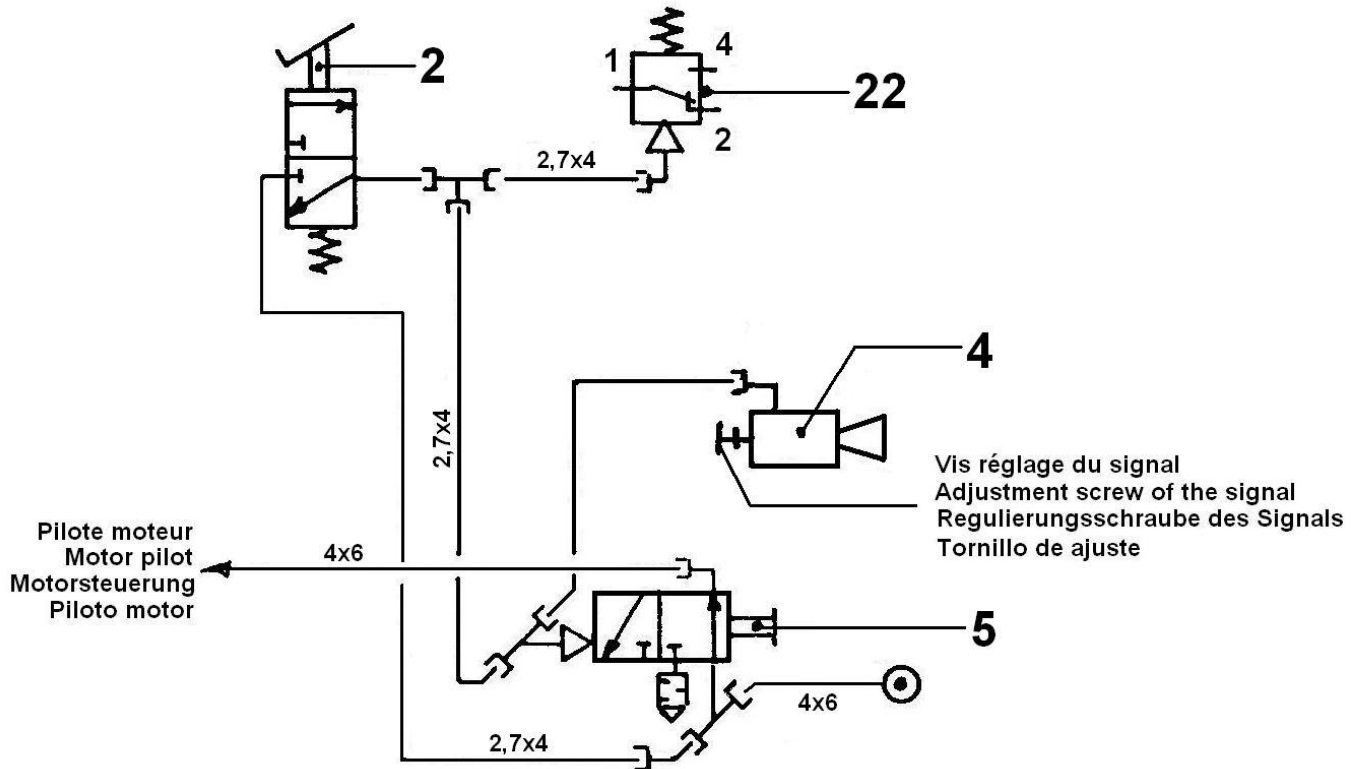 2
1
4
22
2
2,7x4
2,7x4
4
Vis réglage du signal
Adjustment screw of the signal
Regulierungsschraube des Signals
Tornillo de ajuste
Pilote moteur
Motor pilot
Motorsteuerung
Piloto motor
4x6
5
4x6
2,7x4